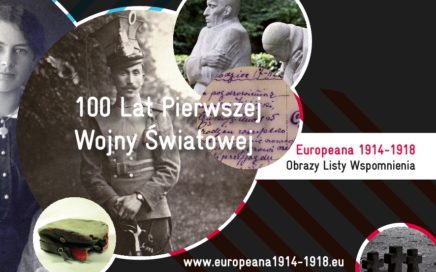 100 Lat Pierwszej
Wojny Światowej
Europeana 1914-1918
Obrazy Listy Wspomnienia
www.europeana1914-1918.eu